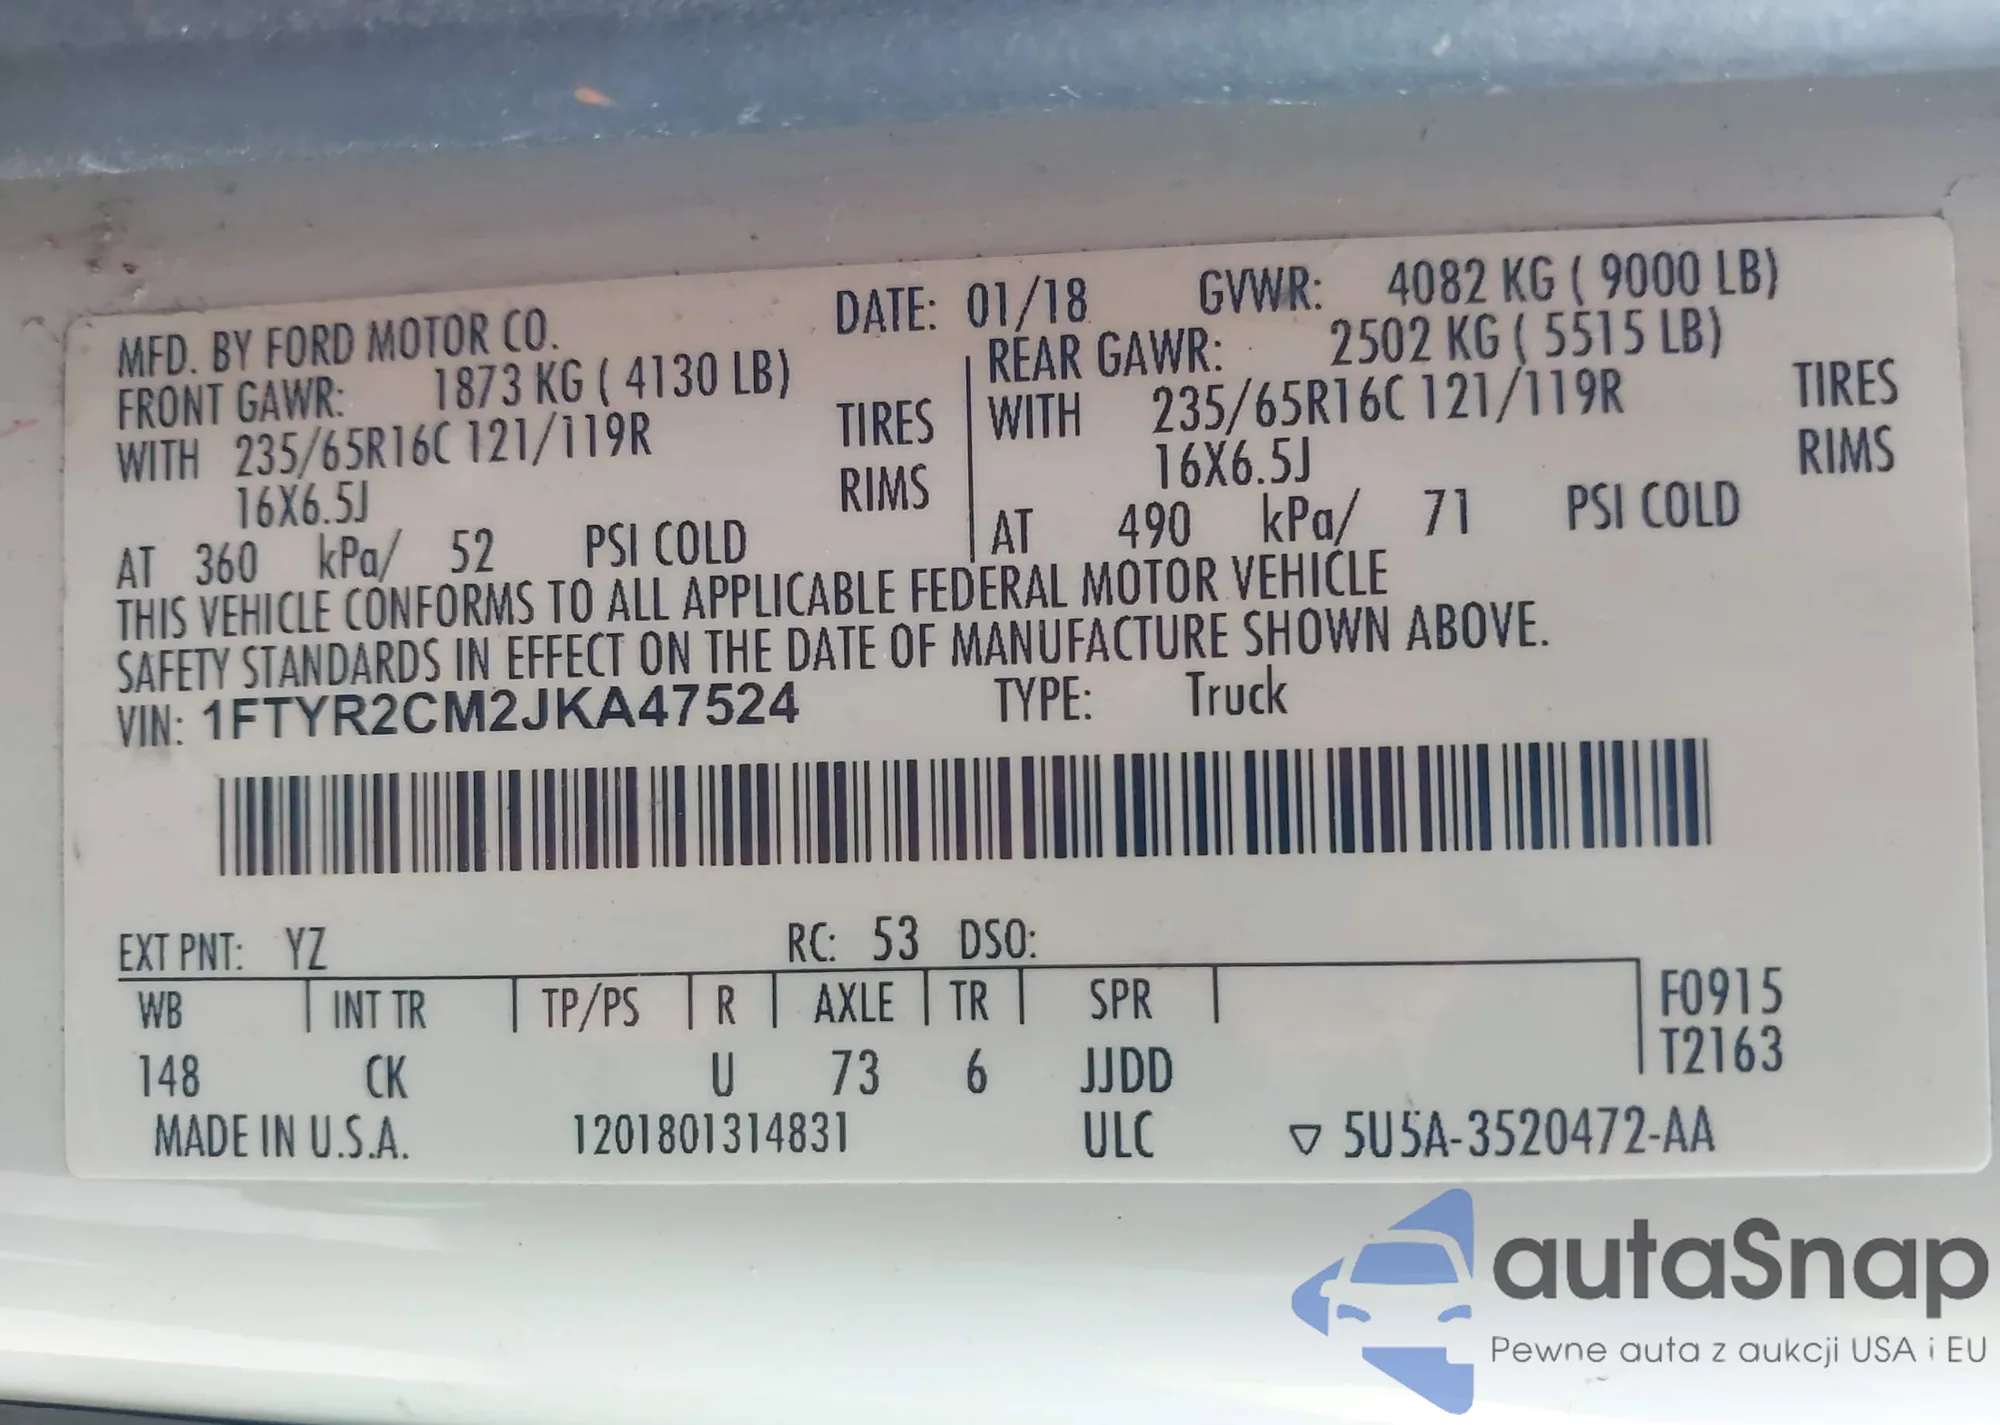 MFD. BY FORD MOTOR CO. DATE: 01/18 GVWR: 4082 KG ( 9000 LB)
FRONT GAWR: 1873 KG ( 4130 LB) REAR GAWR: 2502 KG ( 5515 LB)
WITH 235/65R16C 121/119R TIRES WITH 235/65R16C 121/119R TIRES
16X6.5J RIMS 16X6.5J RIMS
AT 360 kPa/ 52 PSI COLD AT 490 kPa/ 71 PSI COLD
THIS VEHICLE CONFORMS TO ALL APPLICABLE FEDERAL MOTOR VEHICLE
SAFETY STANDARDS IN EFFECT ON THE DATE OF MANUFACTURE SHOWN ABOVE.
VIN: 1FTYR2CM2JKA47524 TYPE: Truck
EXT PNT: YZ RC: 53 DSO:
WB INT TR TP/PS R AXLE TR SPR F0915
T2163
148 CK U 73 6 JJDD
MADE IN U.S.A. 1201801314831 ULC ▽ 5U5A-3520472-AA
autaSnap
Pewne auta z aukcji USA i EU